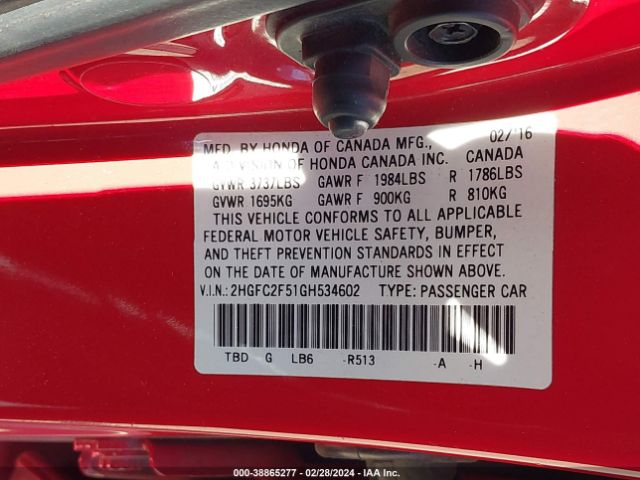 MFD. BY HONDA OF CANADA MFG., 02/'16
A DIVISION OF HONDA CANADA INC. CANADA
GVWR 3737LBS GAWR F 1984LBS R 1786LBS
GVWR 1695KG GAWR F 900KG R 810KG
THIS VEHICLE CONFORMS TO ALL APPLICABLE
FEDERAL MOTOR VEHICLE SAFETY, BUMPER,
AND THEFT PREVENTION STANDARDS IN EFFECT
ON THE DATE OF MANUFACTURE SHOWN ABOVE.
V.I.N.: 2HGFC2F51GH534602 TYPE: PASSENGER CAR
TBD G LB6 -R513 -A -H
000-38865277 - 02/28/2024 - IAA Inc.